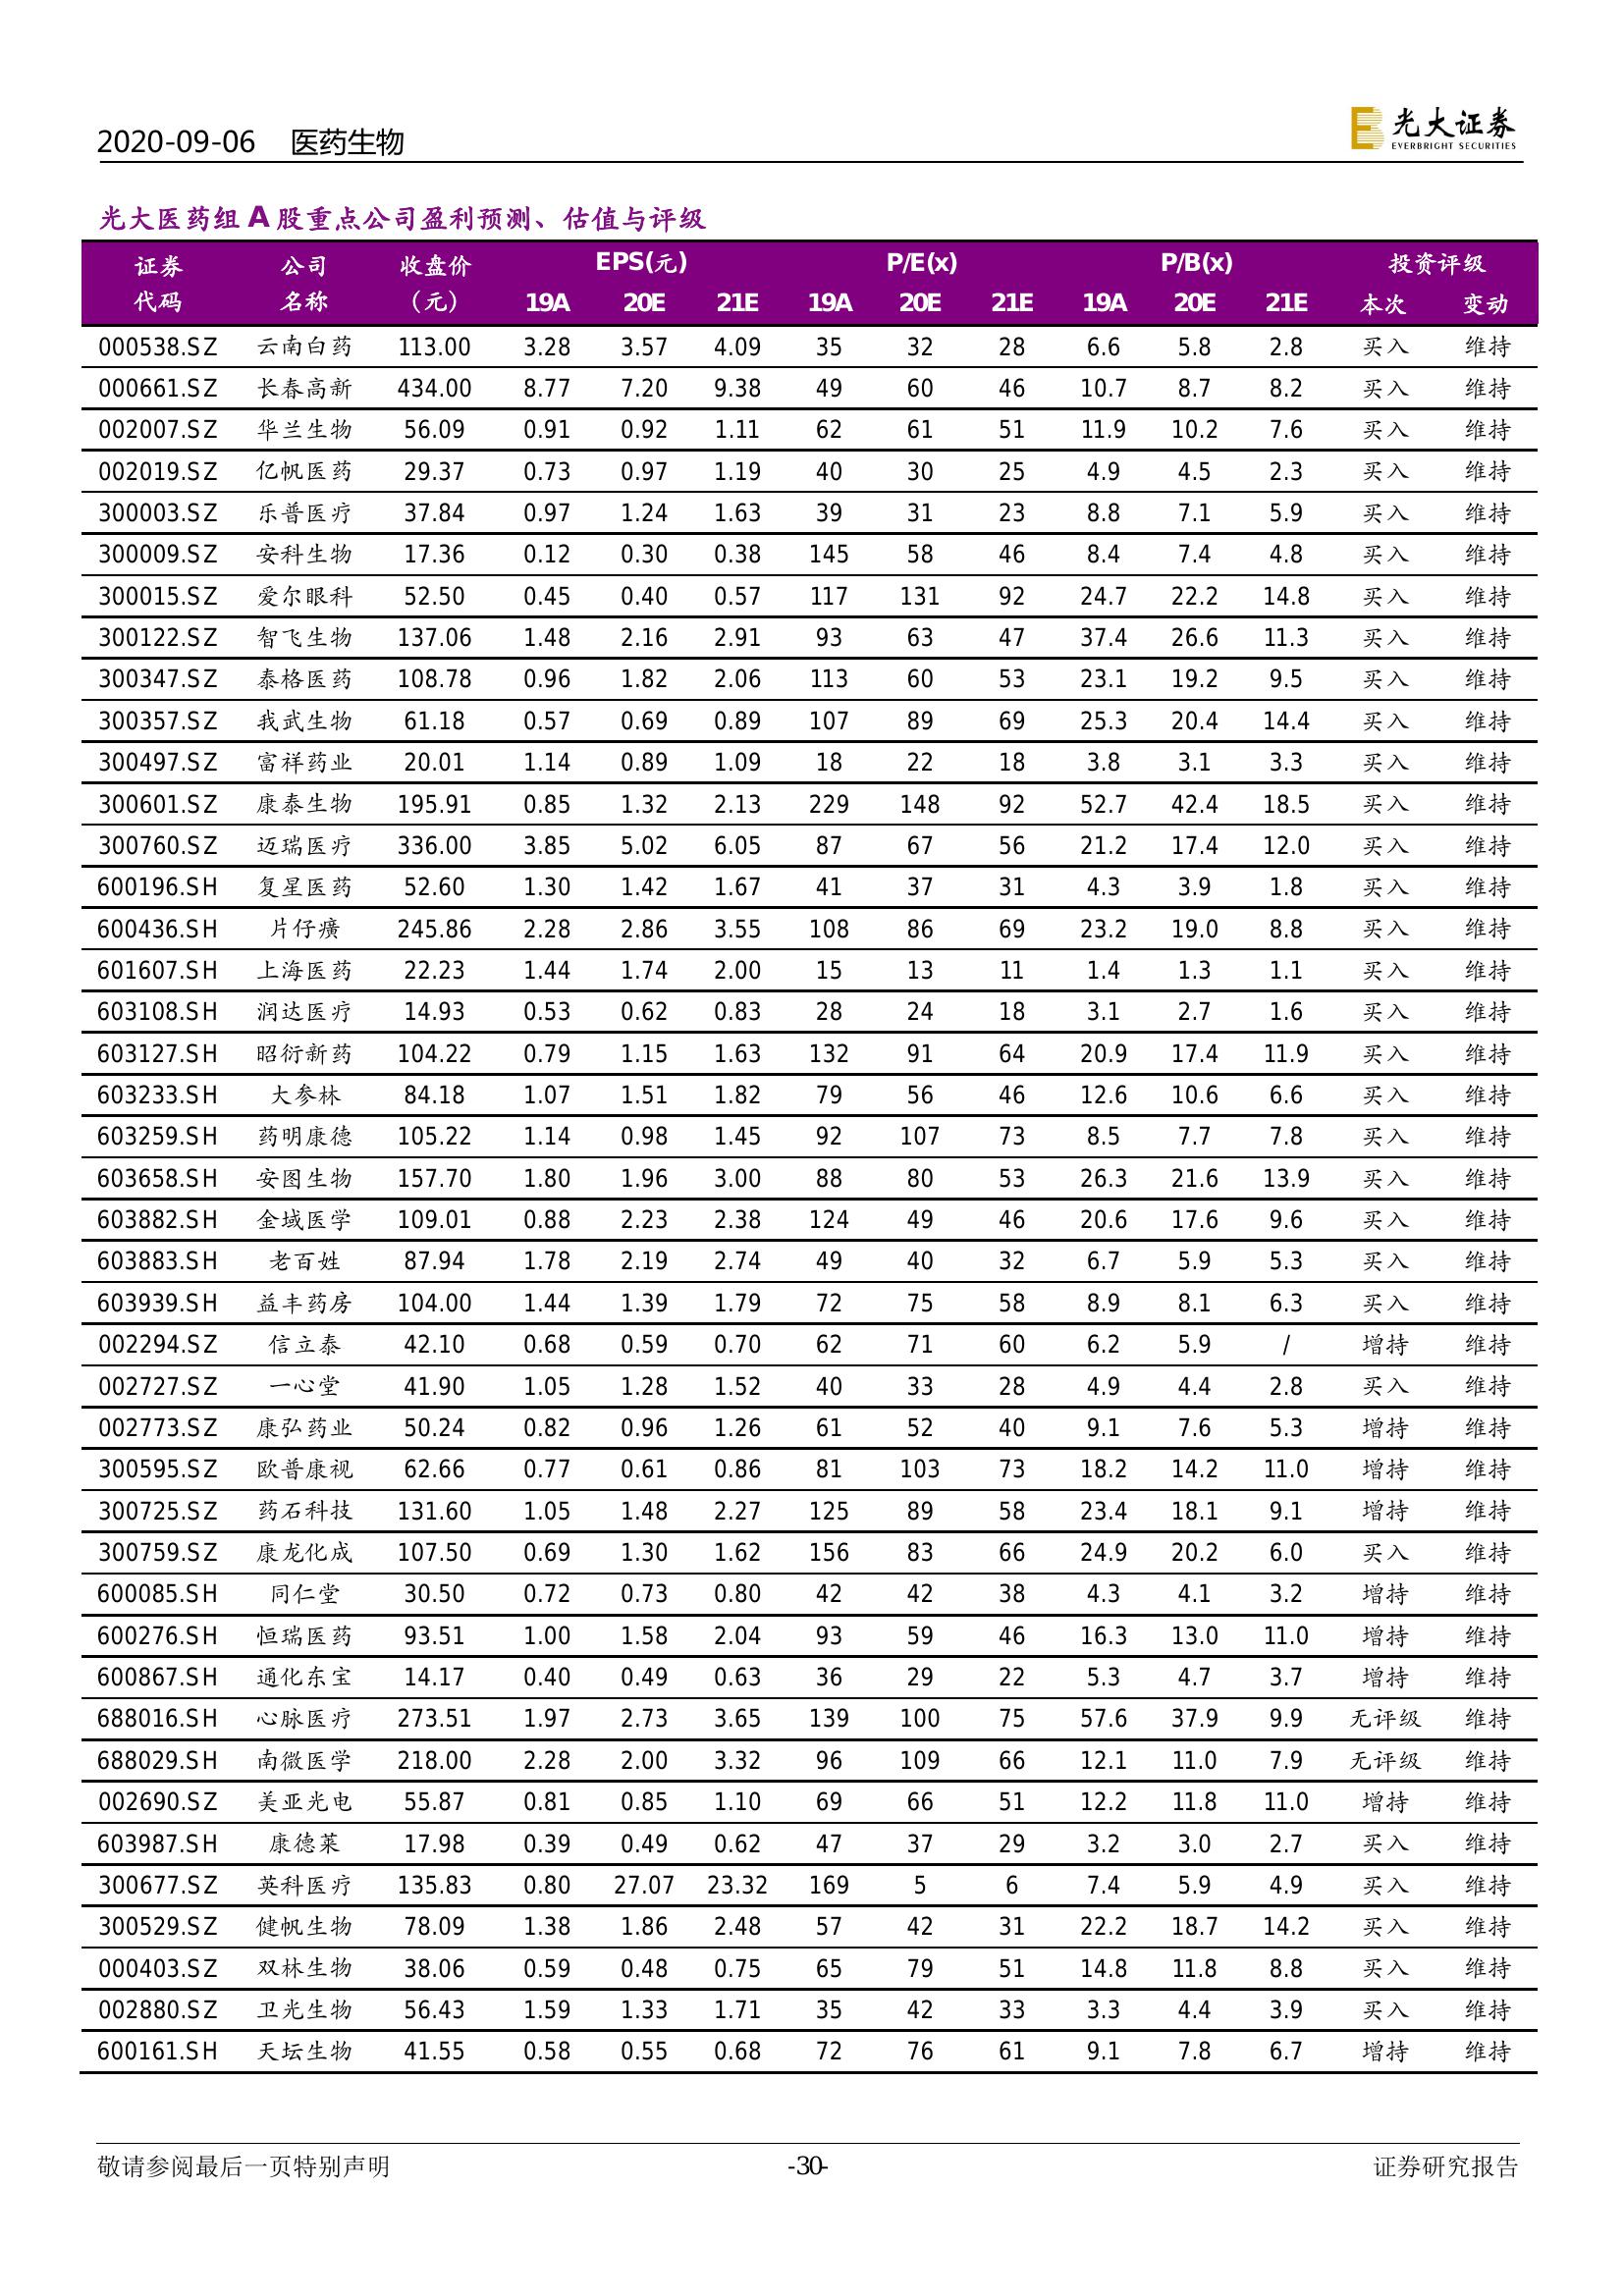 2020-09-06 医药生物
光大证券
EVERBRIGHT SECURITIES
光大医药组 A 股重点公司盈利预测、估值与评级
证券 公司 收盘价 EPS(元) P/E(x) P/B(x) 投资评级
代码 名称 （元） 19A 20E 21E 19A 20E 21E 19A 20E 21E 本次 变动
000538.SZ 云南白药 113.00 3.28 3.57 4.09 35 32 28 6.6 5.8 2.8 买入 维持
000661.SZ 长春高新 434.00 8.77 7.20 9.38 49 60 46 10.7 8.7 8.2 买入 维持
002007.SZ 华兰生物 56.09 0.91 0.92 1.11 62 61 51 11.9 10.2 7.6 买入 维持
002019.SZ 亿帆医药 29.37 0.73 0.97 1.19 40 30 25 4.9 4.5 2.3 买入 维持
300003.SZ 乐普医疗 37.84 0.97 1.24 1.63 39 31 23 8.8 7.1 5.9 买入 维持
300009.SZ 安科生物 17.36 0.12 0.30 0.38 145 58 46 8.4 7.4 4.8 买入 维持
300015.SZ 爱尔眼科 52.50 0.45 0.40 0.57 117 131 92 24.7 22.2 14.8 买入 维持
300122.SZ 智飞生物 137.06 1.48 2.16 2.91 93 63 47 37.4 26.6 11.3 买入 维持
300347.SZ 泰格医药 108.78 0.96 1.82 2.06 113 60 53 23.1 19.2 9.5 买入 维持
300357.SZ 我武生物 61.18 0.57 0.69 0.89 107 89 69 25.3 20.4 14.4 买入 维持
300497.SZ 富祥药业 20.01 1.14 0.89 1.09 18 22 18 3.8 3.1 3.3 买入 维持
300601.SZ 康泰生物 195.91 0.85 1.32 2.13 229 148 92 52.7 42.4 18.5 买入 维持
300760.SZ 迈瑞医疗 336.00 3.85 5.02 6.05 87 67 56 21.2 17.4 12.0 买入 维持
600196.SH 复星医药 52.60 1.30 1.42 1.67 41 37 31 4.3 3.9 1.8 买入 维持
600436.SH 片仔癀 245.86 2.28 2.86 3.55 108 86 69 23.2 19.0 8.8 买入 维持
601607.SH 上海医药 22.23 1.44 1.74 2.00 15 13 11 1.4 1.3 1.1 买入 维持
603108.SH 润达医疗 14.93 0.53 0.62 0.83 28 24 18 3.1 2.7 1.6 买入 维持
603127.SH 昭衍新药 104.22 0.79 1.15 1.63 132 91 64 20.9 17.4 11.9 买入 维持
603233.SH 大参林 84.18 1.07 1.51 1.82 79 56 46 12.6 10.6 6.6 买入 维持
603259.SH 药明康德 105.22 1.14 0.98 1.45 92 107 73 8.5 7.7 7.8 买入 维持
603658.SH 安图生物 157.70 1.80 1.96 3.00 88 80 53 26.3 21.6 13.9 买入 维持
603882.SH 金域医学 109.01 0.88 2.23 2.38 124 49 46 20.6 17.6 9.6 买入 维持
603883.SH 老百姓 87.94 1.78 2.19 2.74 49 40 32 6.7 5.9 5.3 买入 维持
603939.SH 益丰药房 104.00 1.44 1.39 1.79 72 75 58 8.9 8.1 6.3 买入 维持
002294.SZ 信立泰 42.10 0.68 0.59 0.70 62 71 60 6.2 5.9 / 增持 维持
002727.SZ 一心堂 41.90 1.05 1.28 1.52 40 33 28 4.9 4.4 2.8 买入 维持
002773.SZ 康弘药业 50.24 0.82 0.96 1.26 61 52 40 9.1 7.6 5.3 增持 维持
300595.SZ 欧普康视 62.66 0.77 0.61 0.86 81 103 73 18.2 14.2 11.0 增持 维持
300725.SZ 药石科技 131.60 1.05 1.48 2.27 125 89 58 23.4 18.1 9.1 增持 维持
300759.SZ 康龙化成 107.50 0.69 1.30 1.62 156 83 66 24.9 20.2 6.0 买入 维持
600085.SH 同仁堂 30.50 0.72 0.73 0.80 42 42 38 4.3 4.1 3.2 增持 维持
600276.SH 恒瑞医药 93.51 1.00 1.58 2.04 93 59 46 16.3 13.0 11.0 增持 维持
600867.SH 通化东宝 14.17 0.40 0.49 0.63 36 29 22 5.3 4.7 3.7 增持 维持
688016.SH 心脉医疗 273.51 1.97 2.73 3.65 139 100 75 57.6 37.9 9.9 无评级 维持
688029.SH 南微医学 218.00 2.28 2.00 3.32 96 109 66 12.1 11.0 7.9 无评级 维持
002690.SZ 美亚光电 55.87 0.81 0.85 1.10 69 66 51 12.2 11.8 11.0 增持 维持
603987.SH 康德莱 17.98 0.39 0.49 0.62 47 37 29 3.2 3.0 2.7 买入 维持
300677.SZ 英科医疗 135.83 0.80 27.07 23.32 169 5 6 7.4 5.9 4.9 买入 维持
300529.SZ 健帆生物 78.09 1.38 1.86 2.48 57 42 31 22.2 18.7 14.2 买入 维持
000403.SZ 双林生物 38.06 0.59 0.48 0.75 65 79 51 14.8 11.8 8.8 买入 维持
002880.SZ 卫光生物 56.43 1.59 1.33 1.71 35 42 33 3.3 4.4 3.9 买入 维持
600161.SH 天坛生物 41.55 0.58 0.55 0.68 72 76 61 9.1 7.8 6.7 增持 维持
敬请参阅最后一页特别声明 -30- 证券研究报告